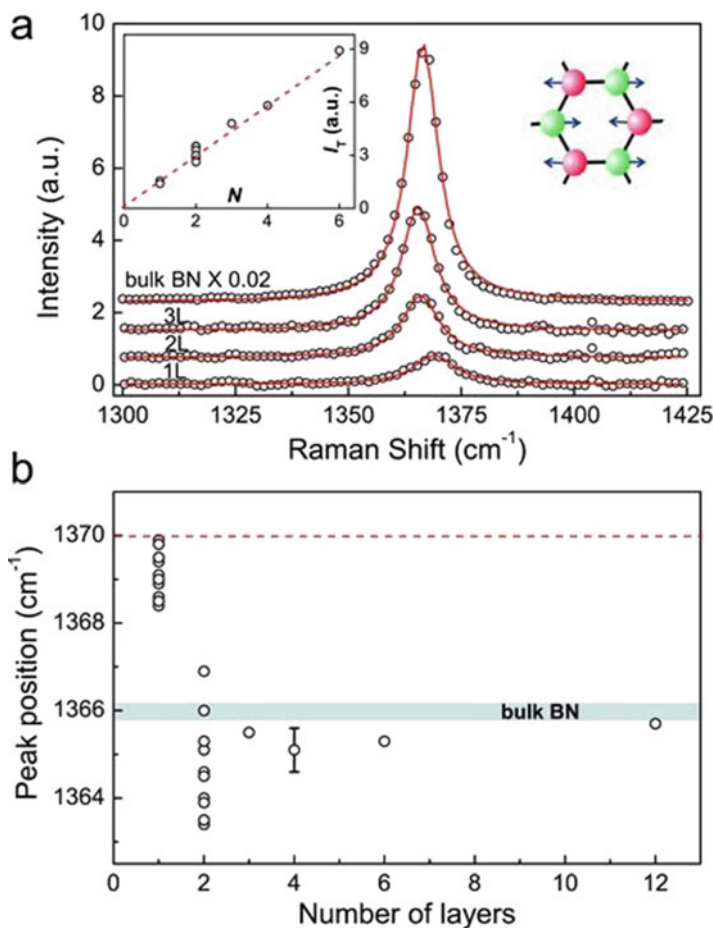 a
10
8
6
4
2
0
Intensity (a.u.)
9
6
3
0
I_T (a.u.)
N
0 2 4 6
bulk BN X 0.02
3L
2L
1L
1300 1325 1350 1375 1400 1425
Raman Shift (cm⁻¹)
b
1370
1368
1366
1364
Peak position (cm⁻¹)
bulk BN
0 2 4 6 8 10 12
Number of layers